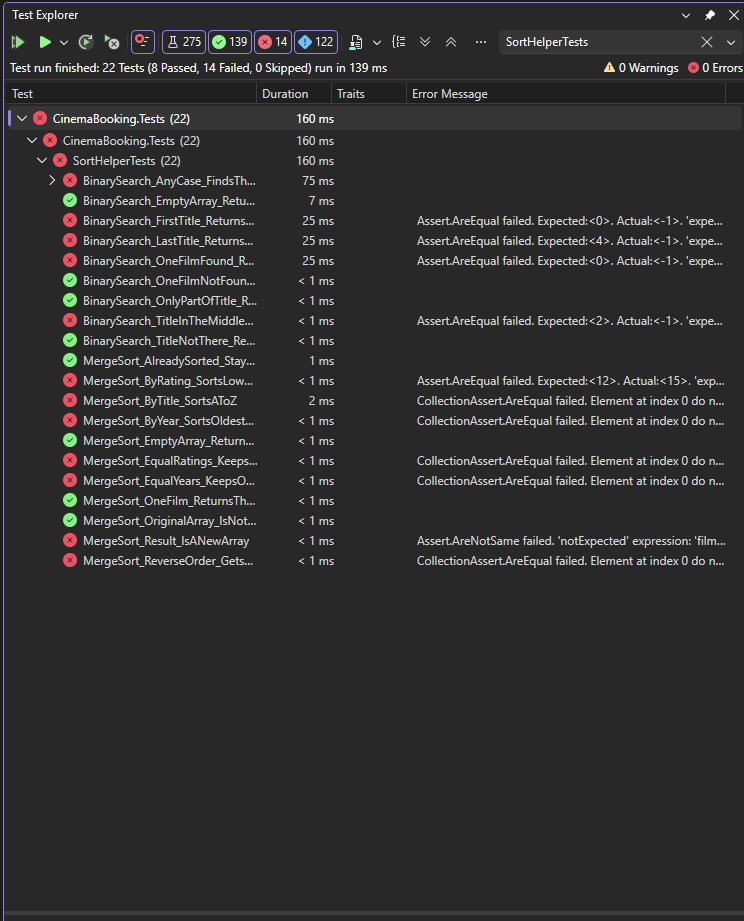 Test Explorer
275 139 14 122 SortHelperTests
Test run finished: 22 Tests (8 Passed, 14 Failed, 0 Skipped) run in 139 ms 0 Warnings 0 Errors
Test Duration Traits Error Message
CinemaBooking.Tests (22) 160 ms
CinemaBooking.Tests (22) 160 ms
SortHelperTests (22) 160 ms
BinarySearch_AnyCase_FindsTh... 75 ms
BinarySearch_EmptyArray_Retu... 7 ms
BinarySearch_FirstTitle_Returns... 25 ms Assert.AreEqual failed. Expected:<0>. Actual:<-1>. 'expe...
BinarySearch_LastTitle_Returns... 25 ms Assert.AreEqual failed. Expected:<4>. Actual:<-1>. 'expe...
BinarySearch_OneFilmFound_R... 25 ms Assert.AreEqual failed. Expected:<0>. Actual:<-1>. 'expe...
BinarySearch_OneFilmNotFoun... < 1 ms
BinarySearch_OnlyPartOfTitle_R... < 1 ms
BinarySearch_TitleInTheMiddle... < 1 ms Assert.AreEqual failed. Expected:<2>. Actual:<-1>. 'expe...
BinarySearch_TitleNotThere_Re... < 1 ms
MergeSort_AlreadySorted_Stay... 1 ms
MergeSort_ByRating_SortsLow... < 1 ms Assert.AreEqual failed. Expected:<12>. Actual:<15>. 'exp...
MergeSort_ByTitle_SortsAToZ 2 ms CollectionAssert.AreEqual failed. Element at index 0 do n...
MergeSort_ByYear_SortsOldest... < 1 ms CollectionAssert.AreEqual failed. Element at index 0 do n...
MergeSort_EmptyArray_Return... < 1 ms
MergeSort_EqualRatings_Keeps... < 1 ms CollectionAssert.AreEqual failed. Element at index 0 do n...
MergeSort_EqualYears_KeepsO... < 1 ms CollectionAssert.AreEqual failed. Element at index 0 do n...
MergeSort_OneFilm_ReturnsTh... < 1 ms
MergeSort_OriginalArray_IsNot... < 1 ms
MergeSort_Result_IsANewArray < 1 ms Assert.AreNotSame failed. 'notExpected' expression: 'film...
MergeSort_ReverseOrder_Gets... < 1 ms CollectionAssert.AreEqual failed. Element at index 0 do n...